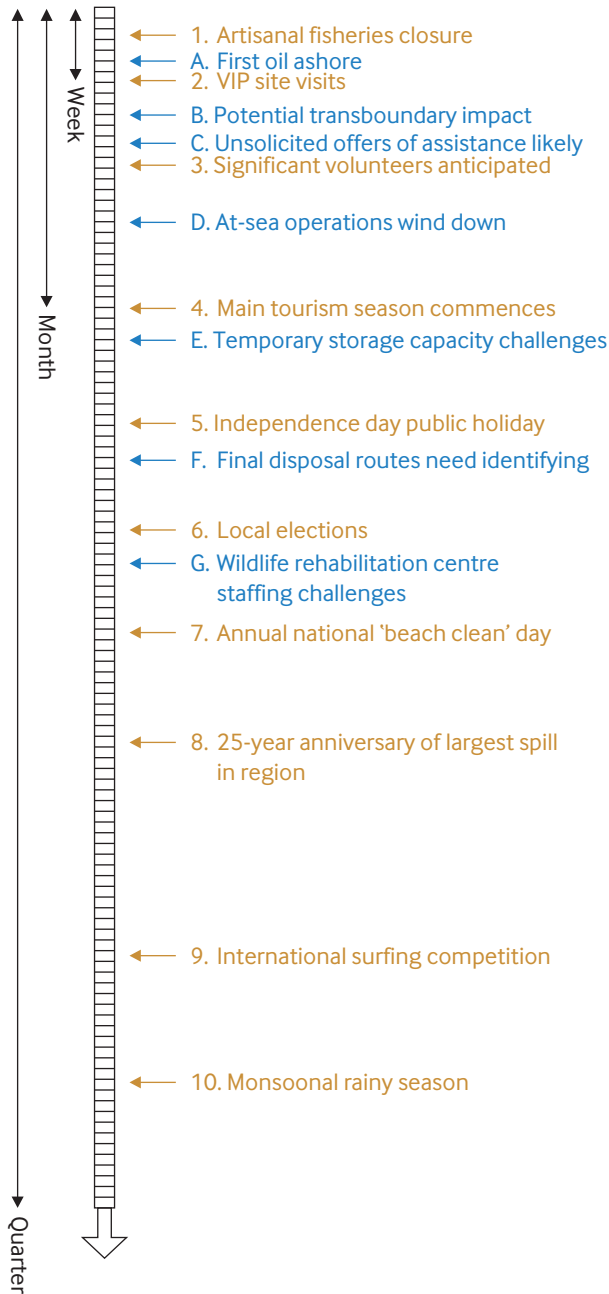 Week
Month
Quarter
1. Artisanal fisheries closure
A. First oil ashore
2. VIP site visits
B. Potential transboundary impact
C. Unsolicited offers of assistance likely
3. Significant volunteers anticipated
D. At-sea operations wind down
4. Main tourism season commences
E. Temporary storage capacity challenges
5. Independence day public holiday
F. Final disposal routes need identifying
6. Local elections
G. Wildlife rehabilitation centre
staffing challenges
7. Annual national ‘beach clean’ day
8. 25-year anniversary of largest spill
in region
9. International surfing competition
10. Monsoonal rainy season